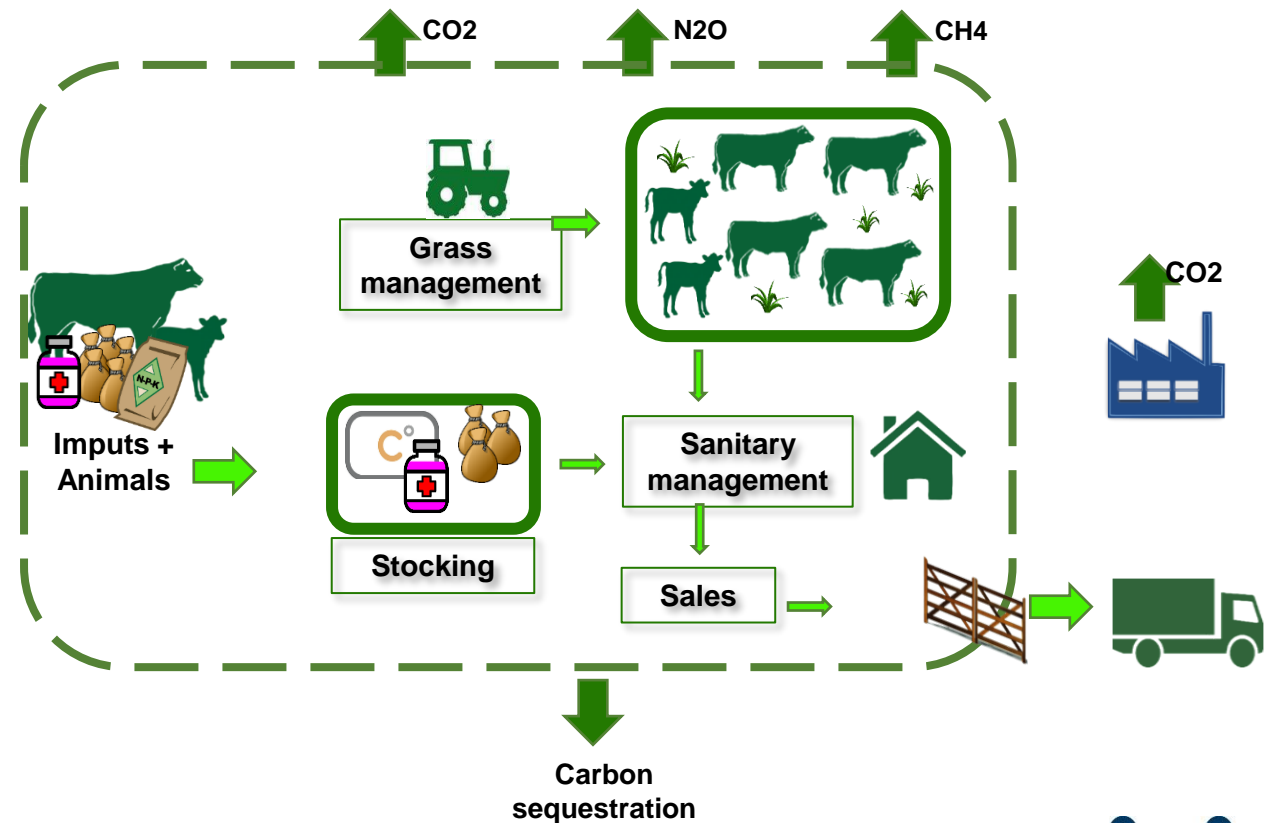 CO2
N2O
CH4
Grass
management
CO2
N-P-K
Imputs +
Animals
C°
Sanitary
management
Stocking
Sales
Carbon
sequestration